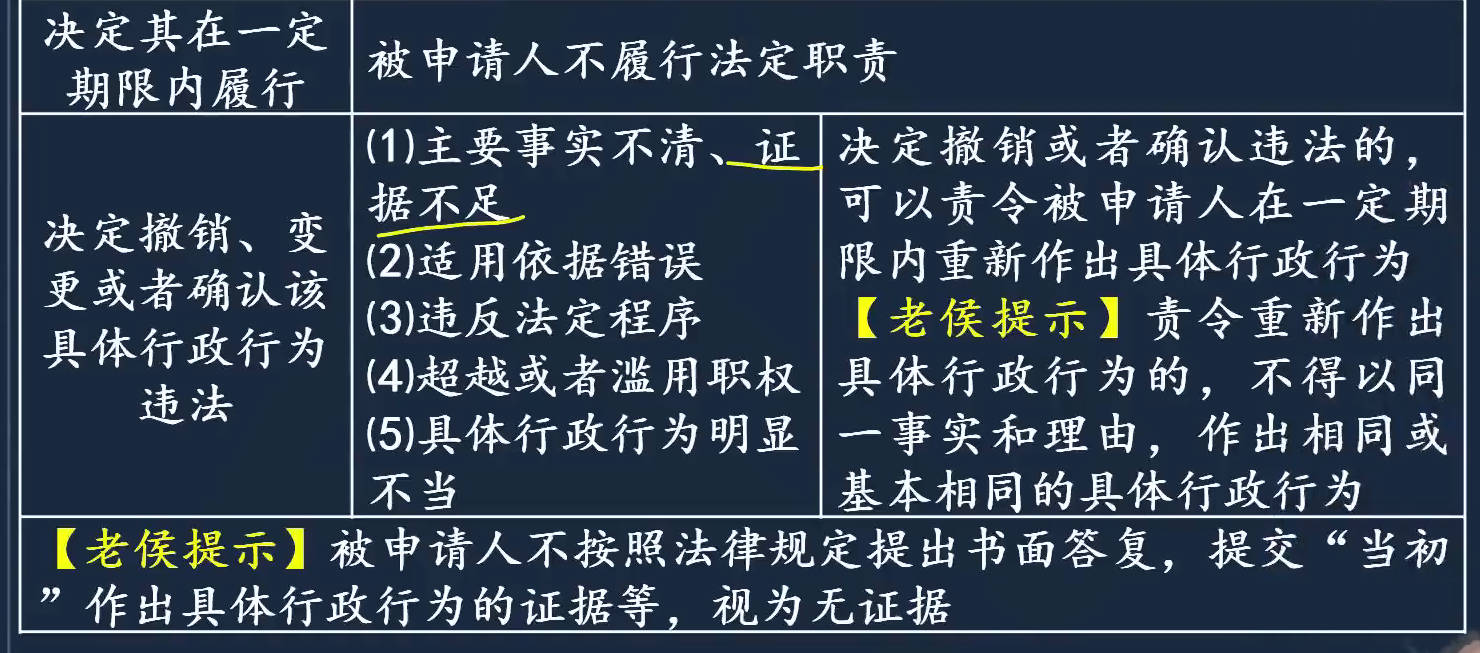 决定其在一定
期限内履行
被申请人不履行法定职责
决定撤销、变
更或者确认该
具体行政行为
违法
(1)主要事实不清、证
据不足
(2)适用依据错误
(3)违反法定程序
(4)超越或者滥用职权
(5)具体行政行为明显
不当
决定撤销或者确认违法的，
可以责令被申请人在一定期
限内重新作出具体行政行为
【老侯提示】责令重新作出
具体行政行为的，不得以同
一事实和理由，作出相同或
基本相同的具体行政行为
【老侯提示】被申请人不按照法律规定提出书面答复，提交“当初
”作出具体行政行为的证据等，视为无证据